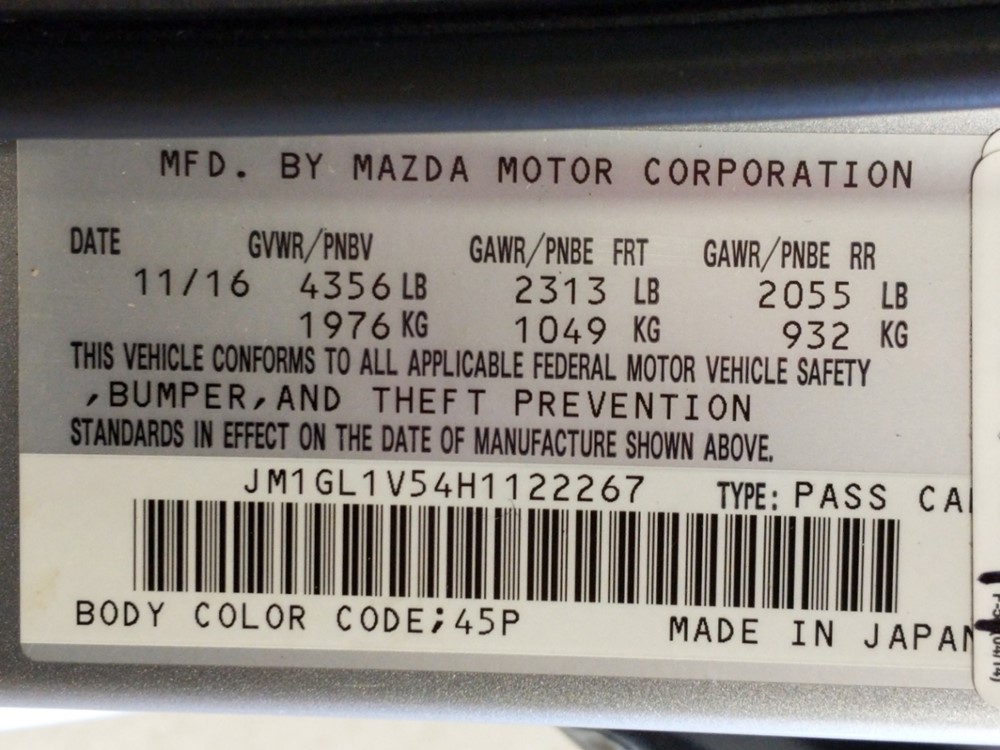 MFD. BY MAZDA MOTOR CORPORATION
DATE GVWR/PNBV GAWR/PNBE FRT GAWR/PNBE RR
11/16 4356 LB 2313 LB 2055 LB
1976 KG 1049 KG 932 KG
THIS VEHICLE CONFORMS TO ALL APPLICABLE FEDERAL MOTOR VEHICLE SAFETY
,BUMPER,AND THEFT PREVENTION
STANDARDS IN EFFECT ON THE DATE OF MANUFACTURE SHOWN ABOVE.
JM1GL1V54H1122267 TYPE: PASS CA
BODY COLOR CODE;45P MADE IN JAPAN